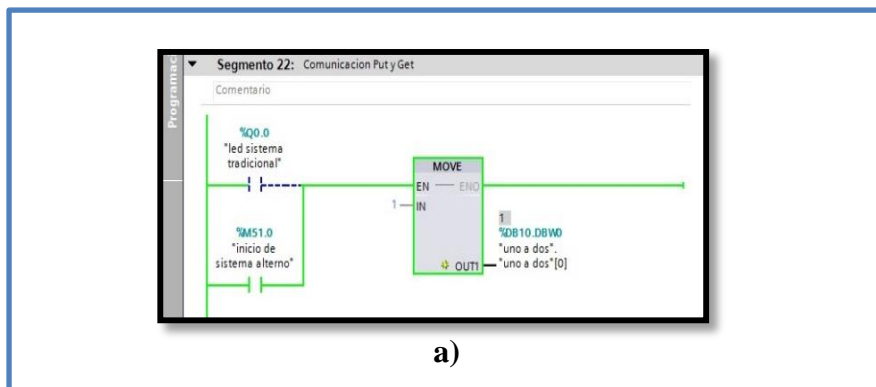 Programac
Segmento 22: Comunicacion Put y Get
Comentario
%Q0.0
"led sistema
tradicional"
MOVE
EN ENO
1 IN
%M51.0
"inicio de
sistema alterno"
1
%DB10.DBW0
"uno a dos".
OUT1 "uno a dos"[0]
a)